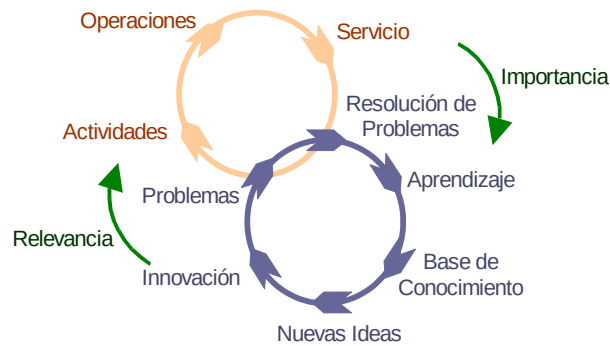 Operaciones
Servicio
Importancia
Resolución de
Problemas
Actividades
Aprendizaje
Problemas
Relevancia
Innovación
Base de
Conocimiento
Nuevas Ideas